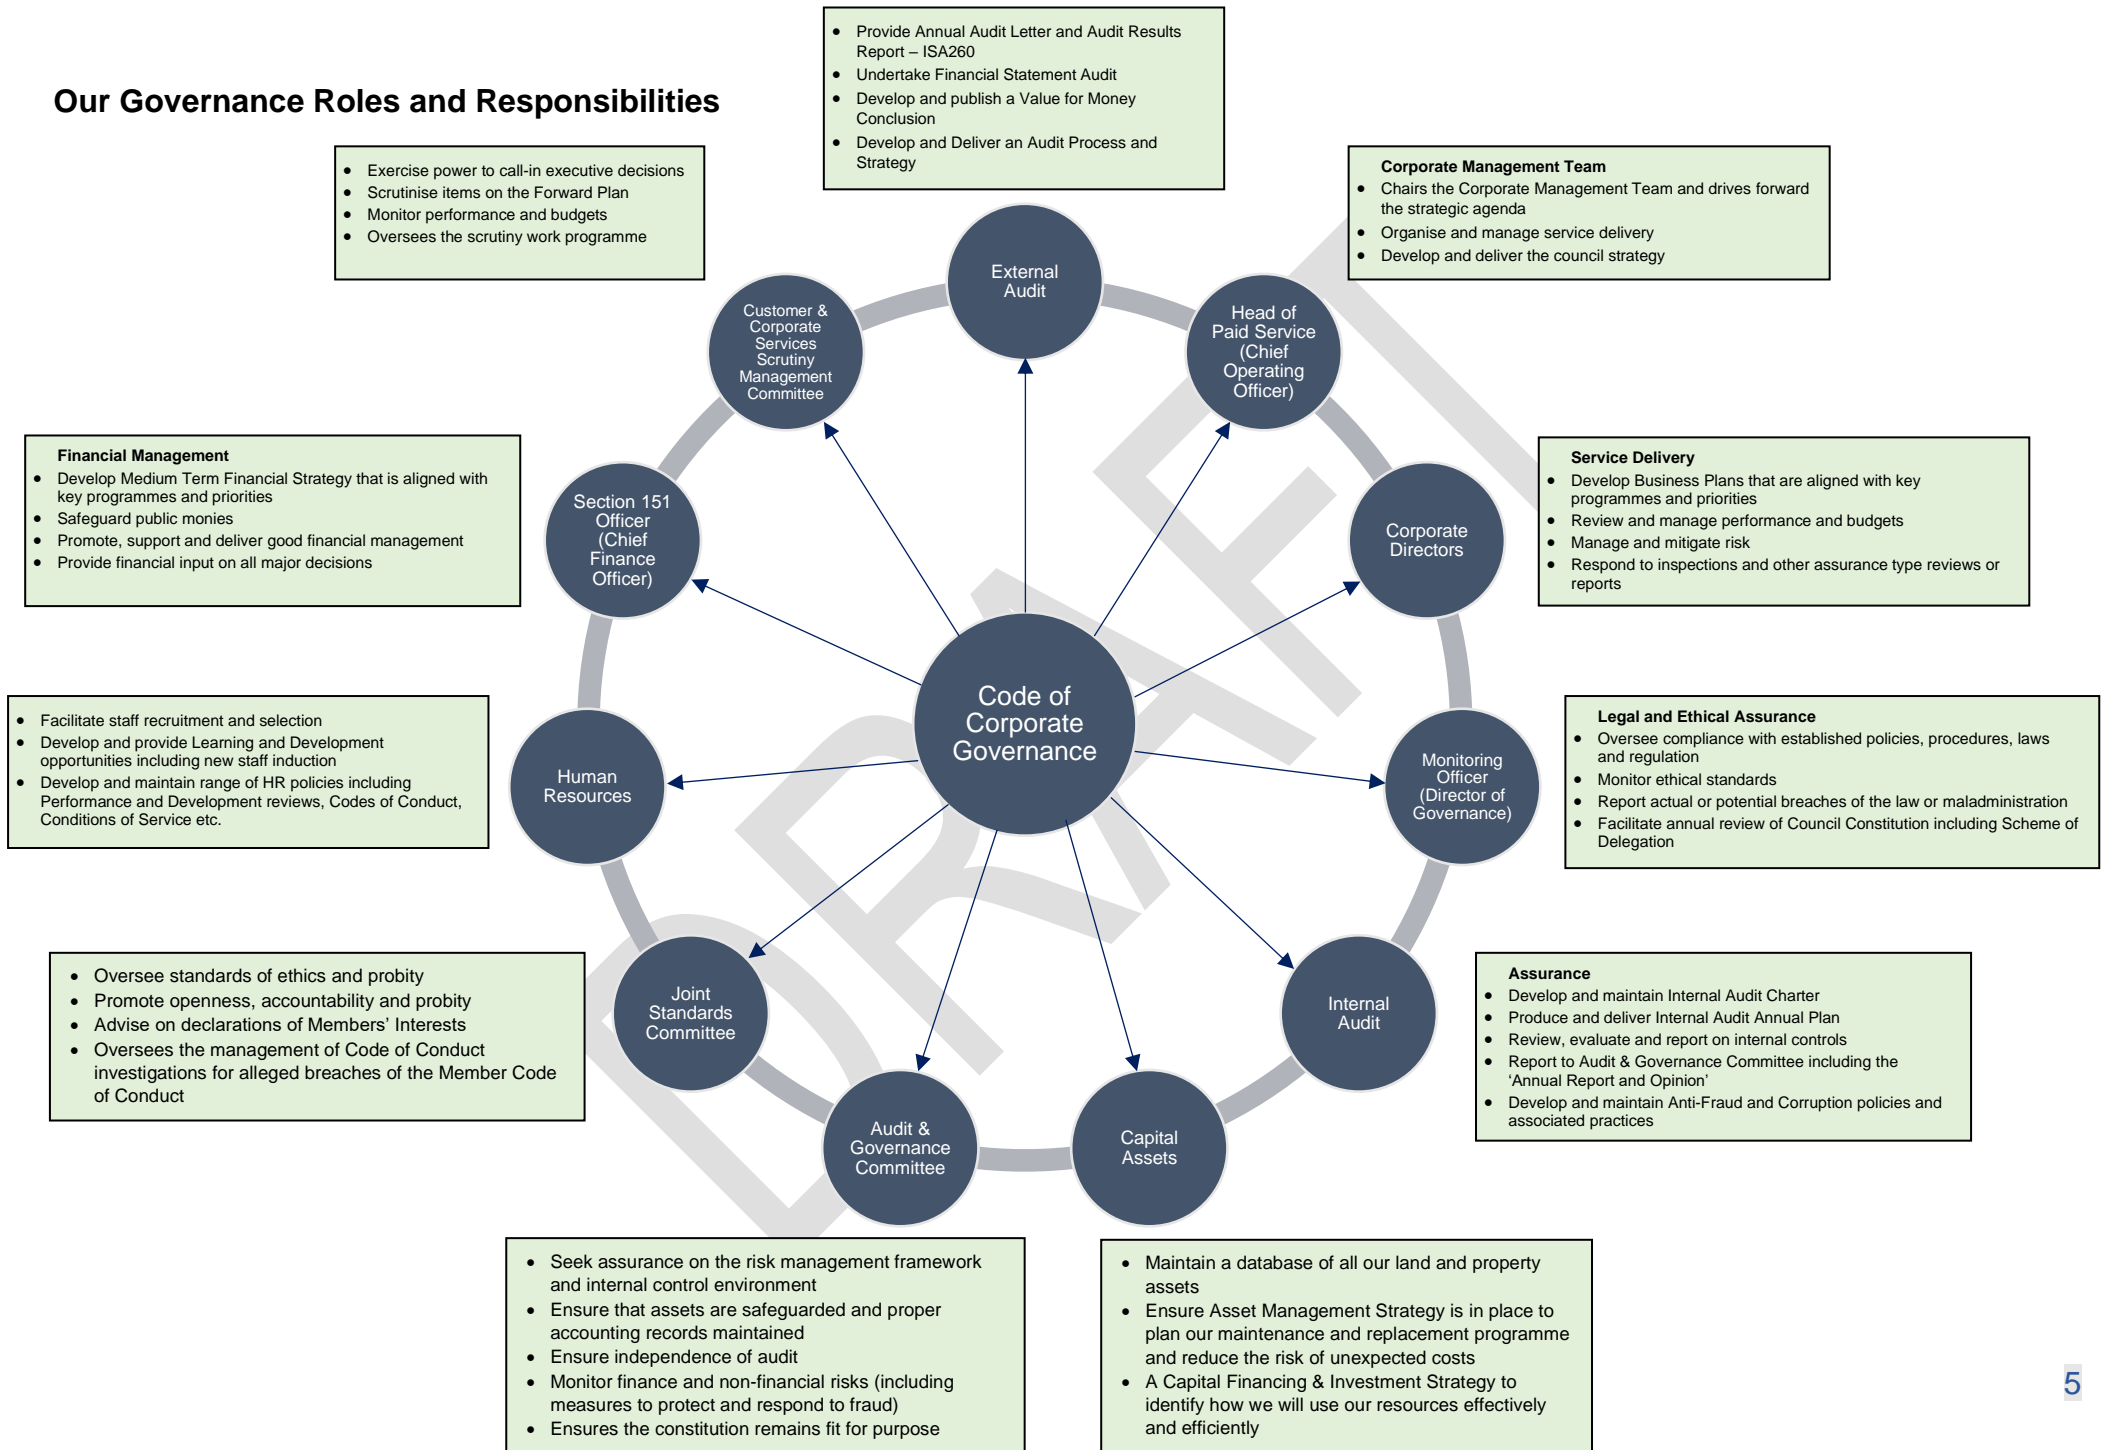 Our Governance Roles and Responsibilities
• Provide Annual Audit Letter and Audit Results
Report – ISA260
• Undertake Financial Statement Audit
• Develop and publish a Value for Money
Conclusion
• Develop and Deliver an Audit Process and
Strategy
• Exercise power to call-in executive decisions
• Scrutinise items on the Forward Plan
• Monitor performance and budgets
• Oversees the scrutiny work programme
Corporate Management Team
• Chairs the Corporate Management Team and drives forward
the strategic agenda
• Organise and manage service delivery
• Develop and deliver the council strategy
External
Audit
Customer &
Corporate
Services
Scrutiny
Management
Committee
Head of
Paid Service
(Chief
Operating
Officer)
Financial Management
• Develop Medium Term Financial Strategy that is aligned with
key programmes and priorities
• Safeguard public monies
• Promote, support and deliver good financial management
• Provide financial input on all major decisions
Section 151
Officer
(Chief
Finance
Officer)
Corporate
Directors
Service Delivery
• Develop Business Plans that are aligned with key
programmes and priorities
• Review and manage performance and budgets
• Manage and mitigate risk
• Respond to inspections and other assurance type reviews or
reports
Code of
Corporate
Governance
• Facilitate staff recruitment and selection
• Develop and provide Learning and Development
opportunities including new staff induction
• Develop and maintain range of HR policies including
Performance and Development reviews, Codes of Conduct,
Conditions of Service etc.
Human
Resources
Monitoring
Officer
(Director of
Governance)
Legal and Ethical Assurance
• Oversee compliance with established policies, procedures, laws
and regulation
• Monitor ethical standards
• Report actual or potential breaches of the law or maladministration
• Facilitate annual review of Council Constitution including Scheme of
Delegation
• Oversee standards of ethics and probity
• Promote openness, accountability and probity
• Advise on declarations of Members’ Interests
• Oversees the management of Code of Conduct
investigations for alleged breaches of the Member Code
of Conduct
Joint
Standards
Committee
Internal
Audit
Assurance
• Develop and maintain Internal Audit Charter
• Produce and deliver Internal Audit Annual Plan
• Review, evaluate and report on internal controls
• Report to Audit & Governance Committee including the
‘Annual Report and Opinion’
• Develop and maintain Anti-Fraud and Corruption policies and
associated practices
Audit &
Governance
Committee
Capital
Assets
• Seek assurance on the risk management framework
and internal control environment
• Ensure that assets are safeguarded and proper
accounting records maintained
• Ensure independence of audit
• Monitor finance and non-financial risks (including
measures to protect and respond to fraud)
• Ensures the constitution remains fit for purpose
• Maintain a database of all our land and property
assets
• Ensure Asset Management Strategy is in place to
plan our maintenance and replacement programme
and reduce the risk of unexpected costs
• A Capital Financing & Investment Strategy to
identify how we will use our resources effectively
and efficiently
DRAFT
5